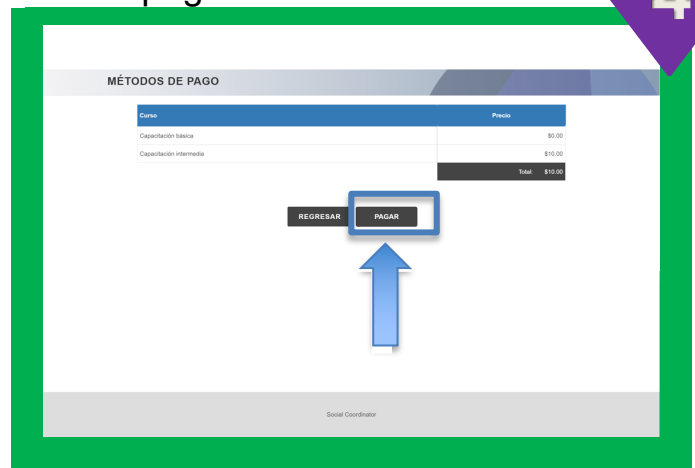 MÉTODOS DE PAGO
Curso Precio
Capacitación básica $0.00
Capacitación intermedia $10.00
Total: $10.00
REGRESAR PAGAR
Social Coordinator